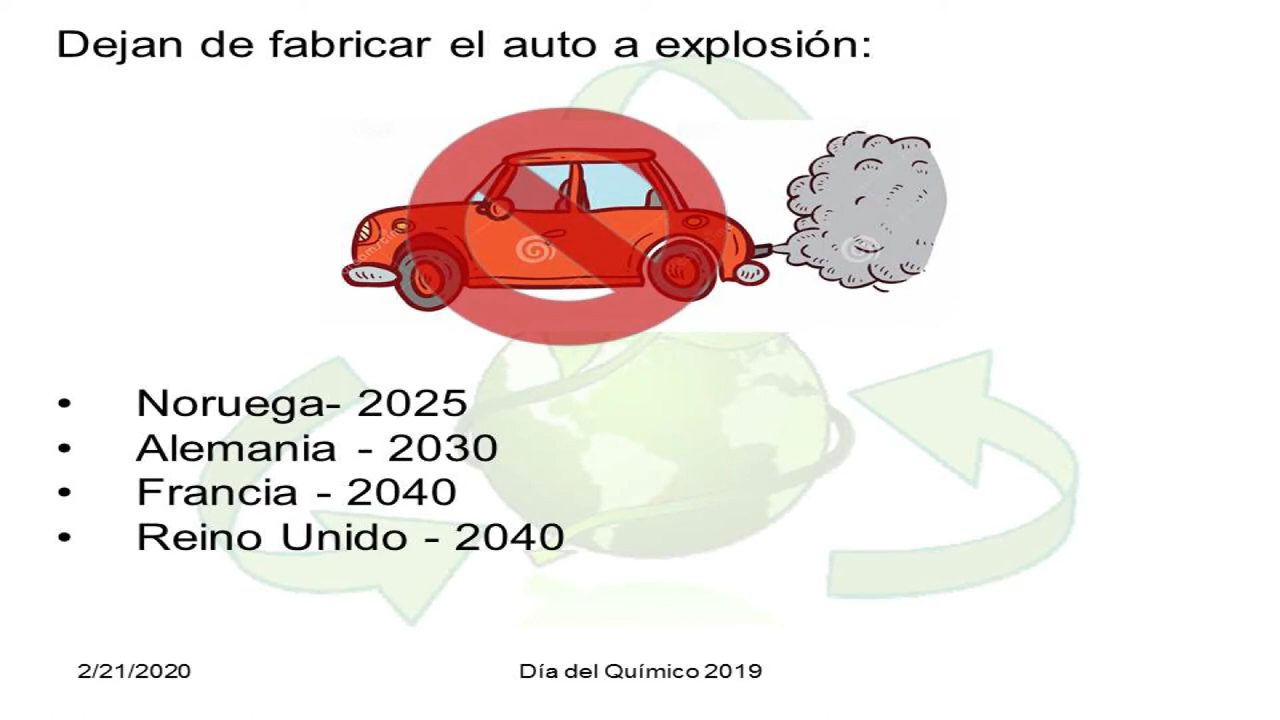 Dejan de fabricar el auto a explosión:
• Noruega- 2025
• Alemania - 2030
• Francia - 2040
• Reino Unido - 2040
2/21/2020
Día del Químico 2019